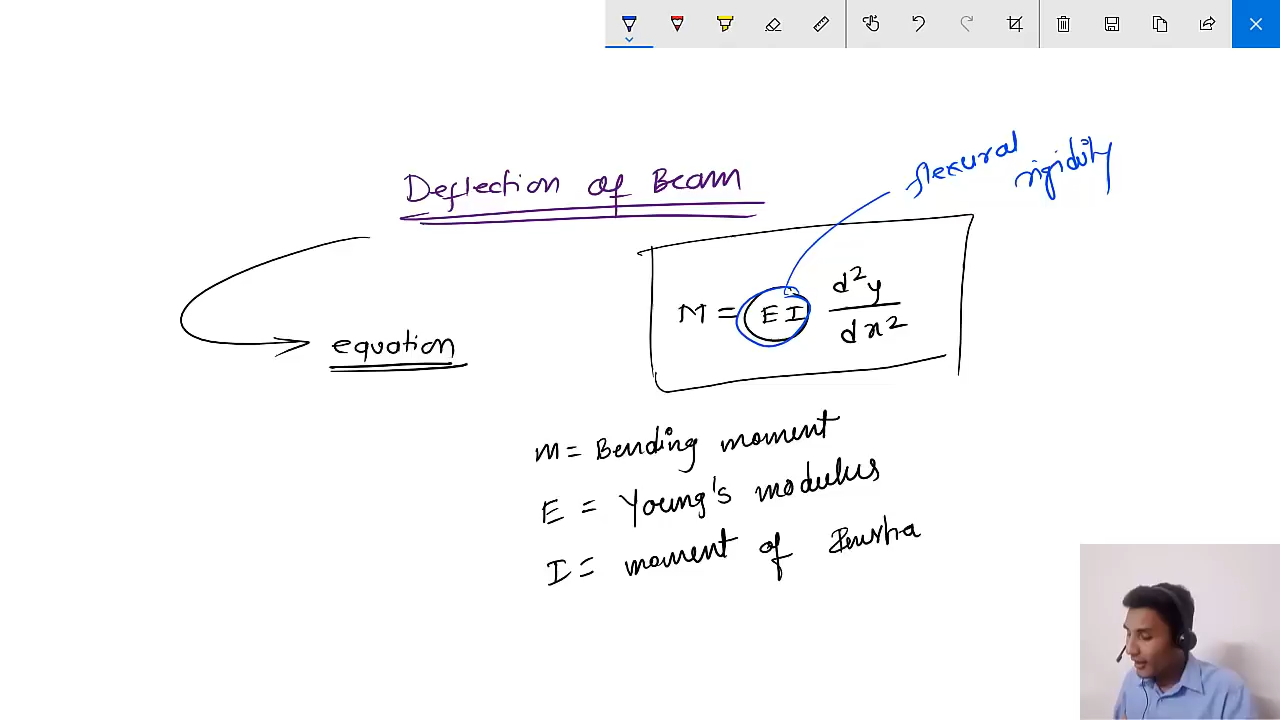 Deflection of Beam
flexural
rigidity
equation
M = EI d²y/dx²
M = Bending moment
E = Young's modulus
I = moment of